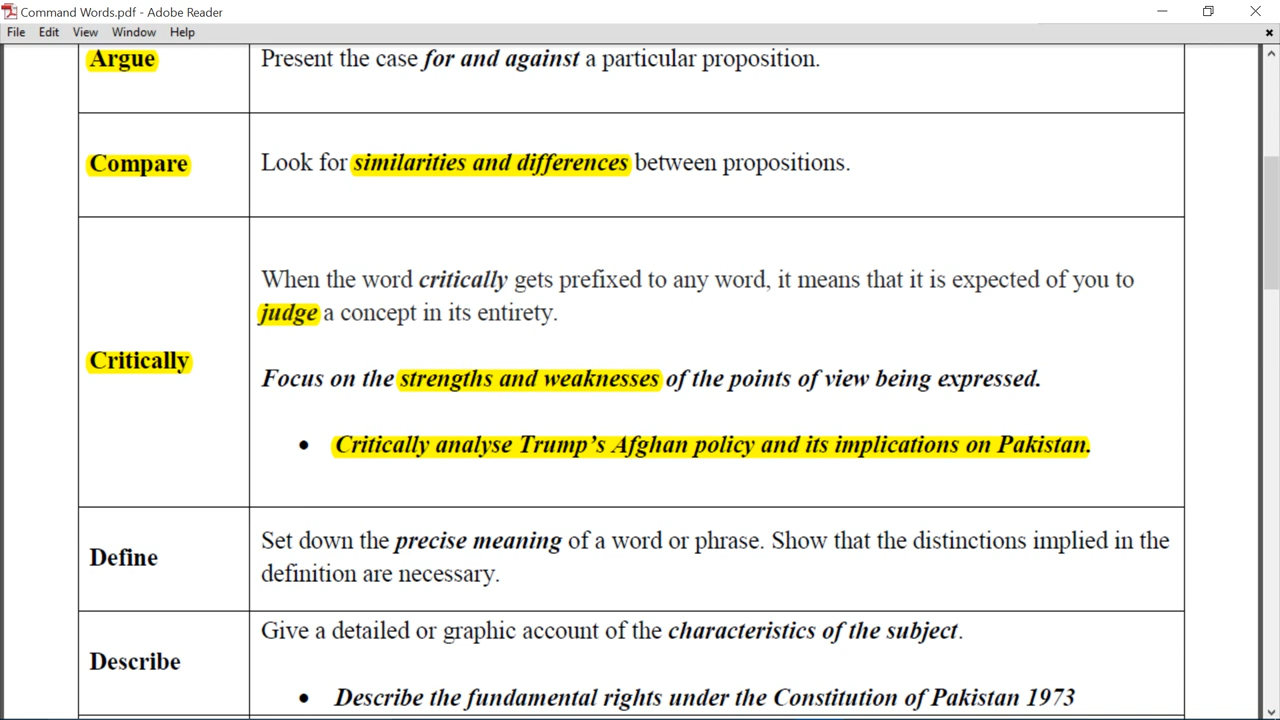 Command Words.pdf - Adobe Reader
File Edit View Window Help
Argue
Present the case for and against a particular proposition.
Compare
Look for similarities and differences between propositions.
Critically
When the word critically gets prefixed to any word, it means that it is expected of you to
judge a concept in its entirety.
Focus on the strengths and weaknesses of the points of view being expressed.
• Critically analyse Trump's Afghan policy and its implications on Pakistan.
Define
Set down the precise meaning of a word or phrase. Show that the distinctions implied in the
definition are necessary.
Describe
Give a detailed or graphic account of the characteristics of the subject.
• Describe the fundamental rights under the Constitution of Pakistan 1973